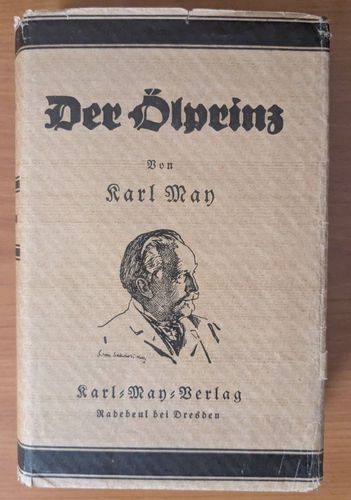 Der Ölprinz
Von
Karl May
Karl-May-Verlag
Radebeul bei Dresden